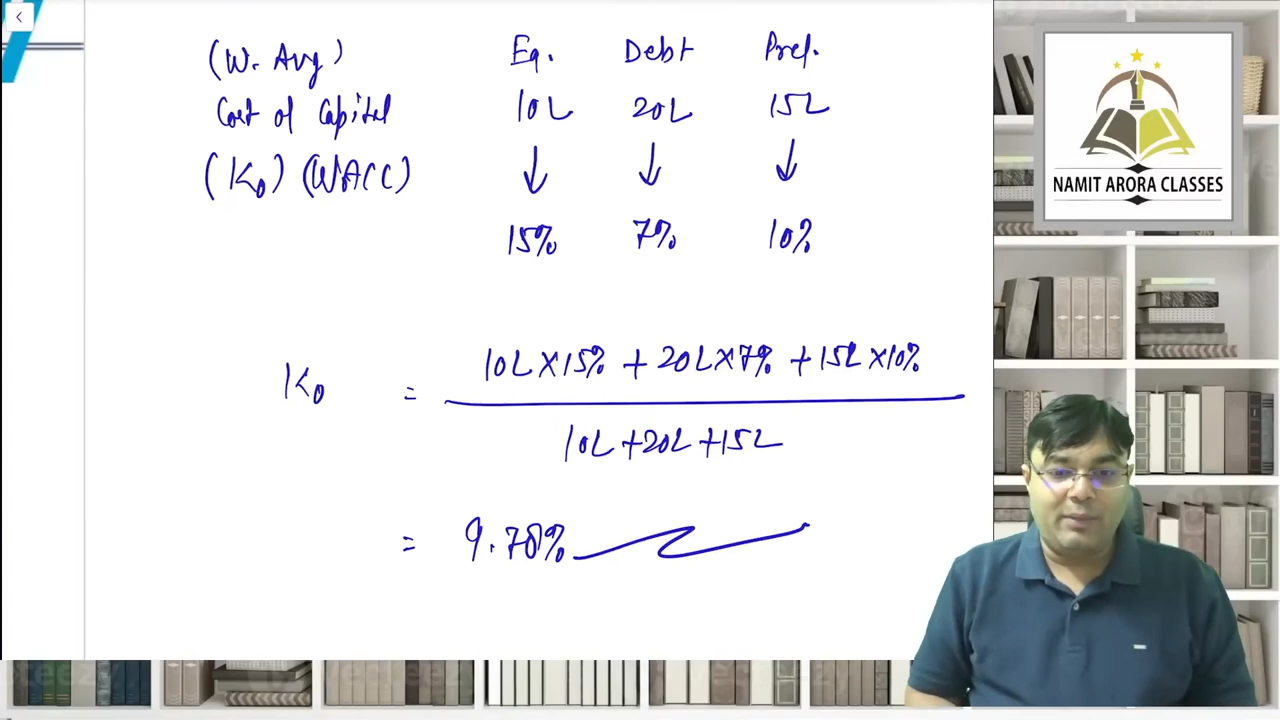 (W. Avg) Eq. Debt Pref.
Cost of Capital 10L 20L 15L
(K0) (WACC)
15% 7% 10%
10L×15% + 20L×7% + 15L×10%
K0 =
10L+20L+15L
= 9.78%
NAMIT ARORA CLASSES